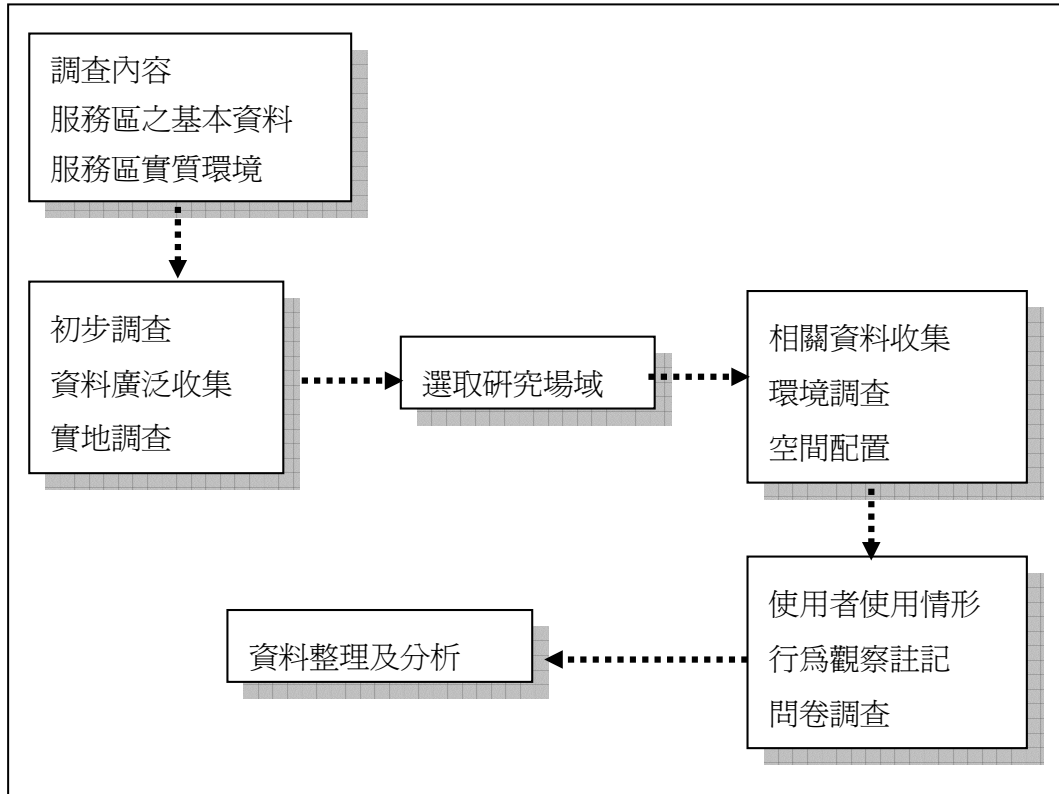 調查內容
服務區之基本資料
服務區實質環境
初步調查
資料廣泛收集
實地調查
選取研究場域
相關資料收集
環境調查
空間配置
使用者使用情形
行為觀察註記
問卷調查
資料整理及分析